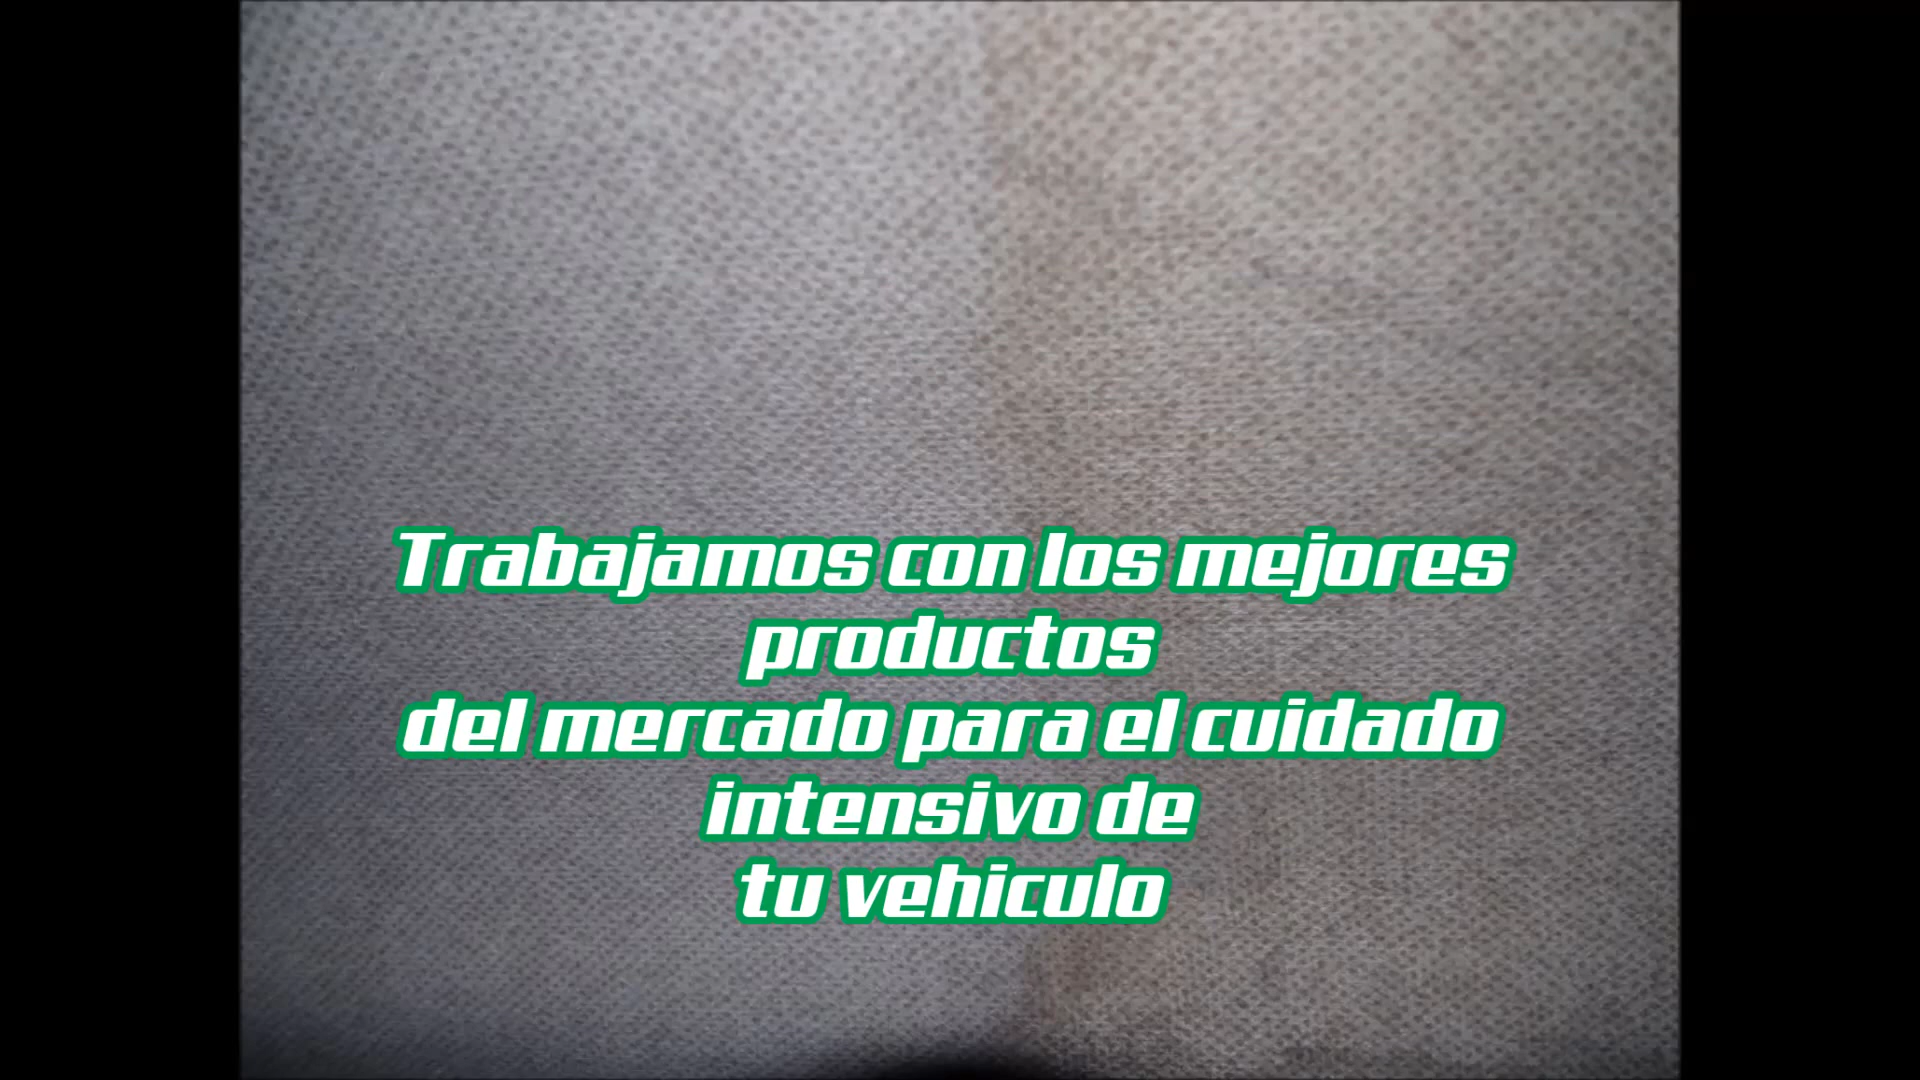 Trabajamos con los mejores
productos
del mercado para el cuidado
intensivo de
tu vehiculo